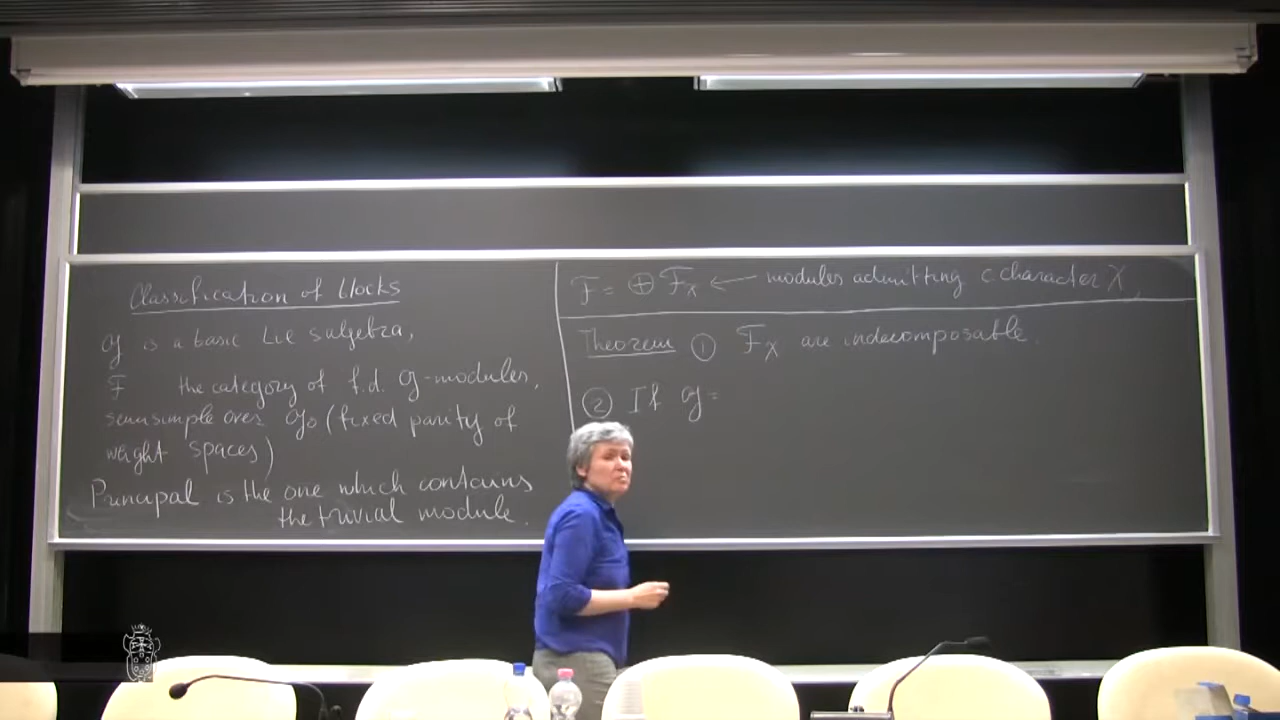 Classification of blocks
g is a basic Lie sulgebra,
F the category of f.d. g-modules,
semisimple over g₀ (fixed parity of
weight spaces)
Principal is the one which contains
the trivial module.
F = ⊕ F_χ ← modules admitting c.character χ
Theorem ① F_χ are indecomposable.
② If g =